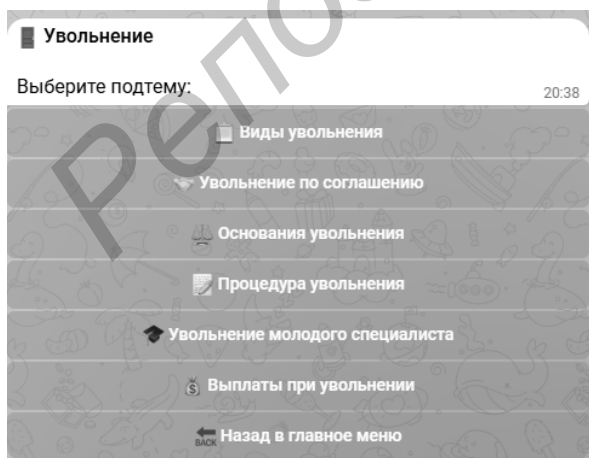 Увольнение
Выберите подтему:
20:38
Виды увольнения
Увольнение по соглашению
Основания увольнения
Процедура увольнения
Увольнение молодого специалиста
Выплаты при увольнении
BACK Назад в главное меню
Репоз